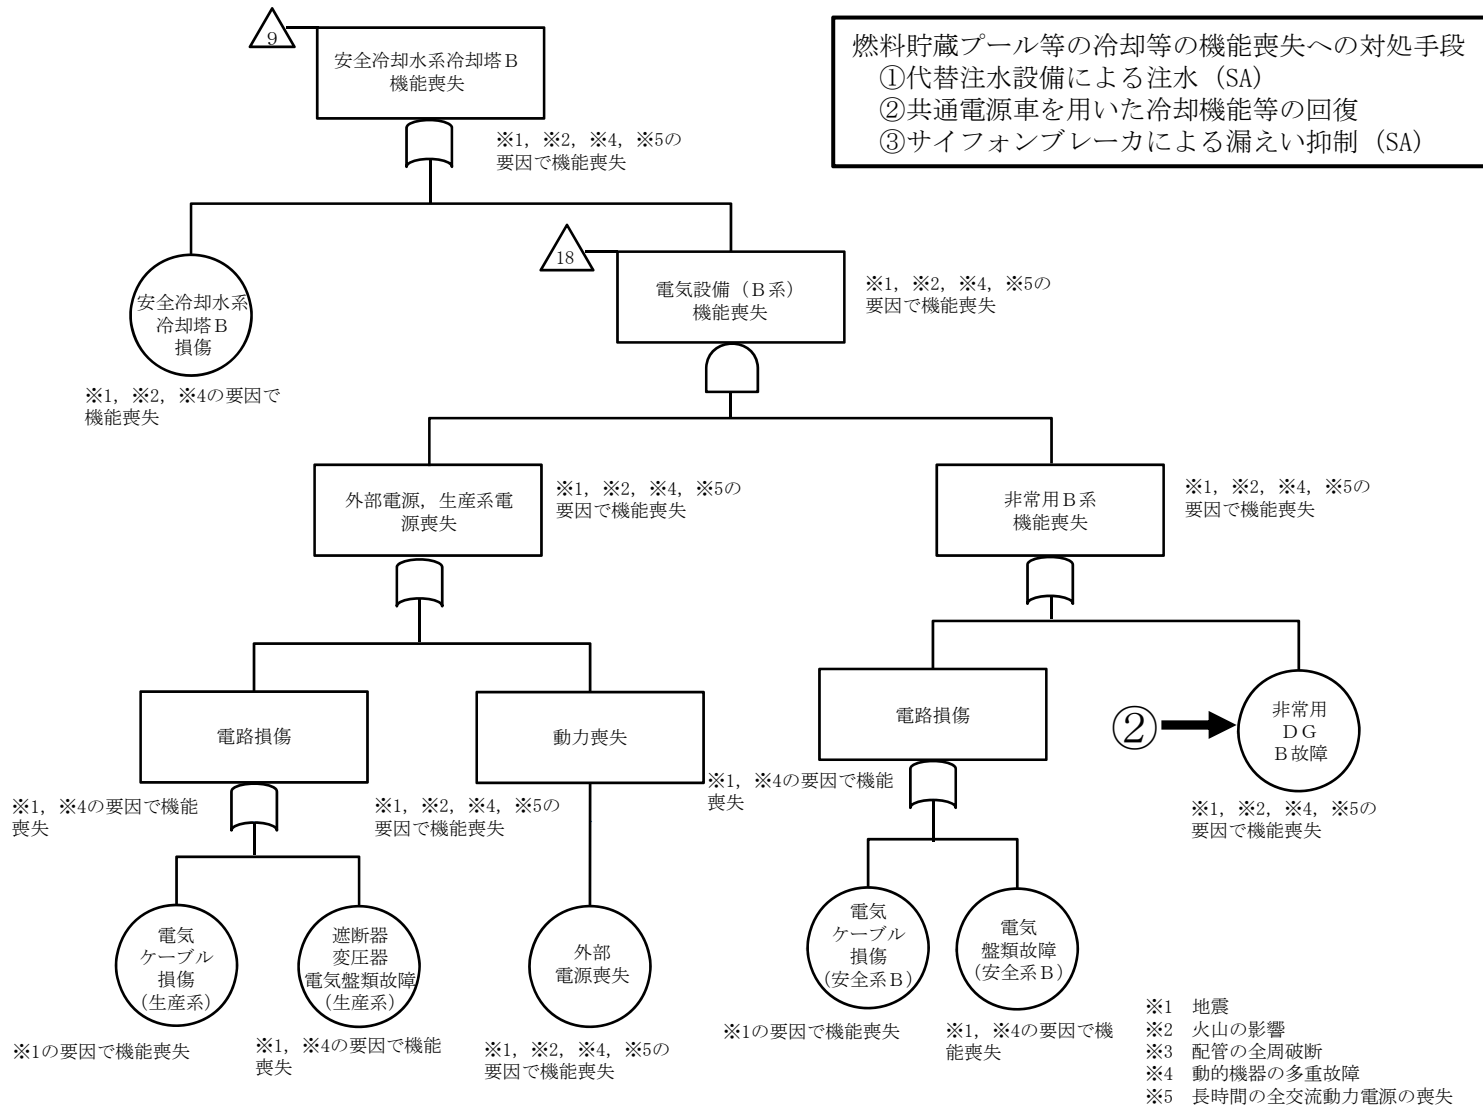 9
安全冷却水系冷却塔B
機能喪失
燃料貯蔵プール等の冷却等の機能喪失への対処手段
①代替注水設備による注水(SA)
②共通電源車を用いた冷却機能等の回復
③サイフォンブレーカによる漏えい抑制(SA)
※1, ※2, ※4, ※5の
要因で機能喪失
安全冷却水系
冷却塔B
損傷
※1, ※2, ※4の要因で
機能喪失
18
電気設備(B系)
機能喪失
※1, ※2, ※4, ※5の
要因で機能喪失
外部電源, 生産系電
源喪失
※1, ※2, ※4, ※5の
要因で機能喪失
非常用B系
機能喪失
※1, ※2, ※4, ※5の
要因で機能喪失
電路損傷
※1, ※4の要因で機能
喪失
動力喪失
※1, ※2, ※4, ※5の
要因で機能喪失
電路損傷
※1, ※4の要因で機能
喪失
②
非常用
DG
B故障
※1, ※2, ※4, ※5の
要因で機能喪失
電気
ケーブル
損傷
(生産系)
※1の要因で機能喪失
遮断器
変圧器
電気盤類故障
(生産系)
※1, ※4の要因で機能
喪失
外部
電源喪失
※1, ※2, ※4, ※5の
要因で機能喪失
電気
ケーブル
損傷
(安全系B)
※1の要因で機能喪失
電気
盤類故障
(安全系B)
※1, ※4の要因で機
能喪失
※1 地震
※2 火山の影響
※3 配管の全周破断
※4 動的機器の多重故障
※5 長時間の全交流動力電源の喪失